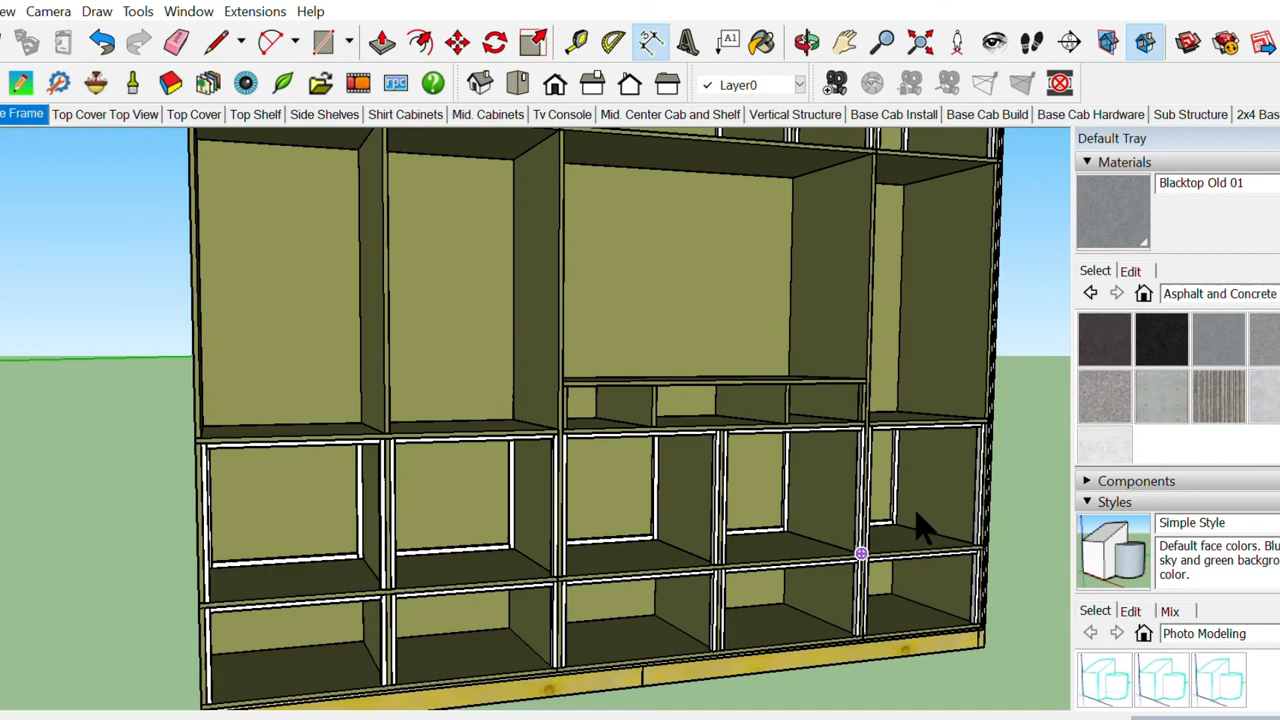 ew Camera Draw Tools Window Extensions Help
A1
✓ Layer0
rpc
e Frame Top Cover Top View Top Cover Top Shelf Side Shelves Shirt Cabinets Mid. Cabinets Tv Console Mid. Center Cab and Shelf Vertical Structure Base Cab Install Base Cab Build Base Cab Hardware Sub Structure 2x4 Bas
Default Tray
Materials
Blacktop Old 01
Select Edit
Asphalt and Concrete
Components
Styles
Simple Style
Default face colors. Blu
sky and green backgro
color.
Select Edit Mix
Photo Modeling